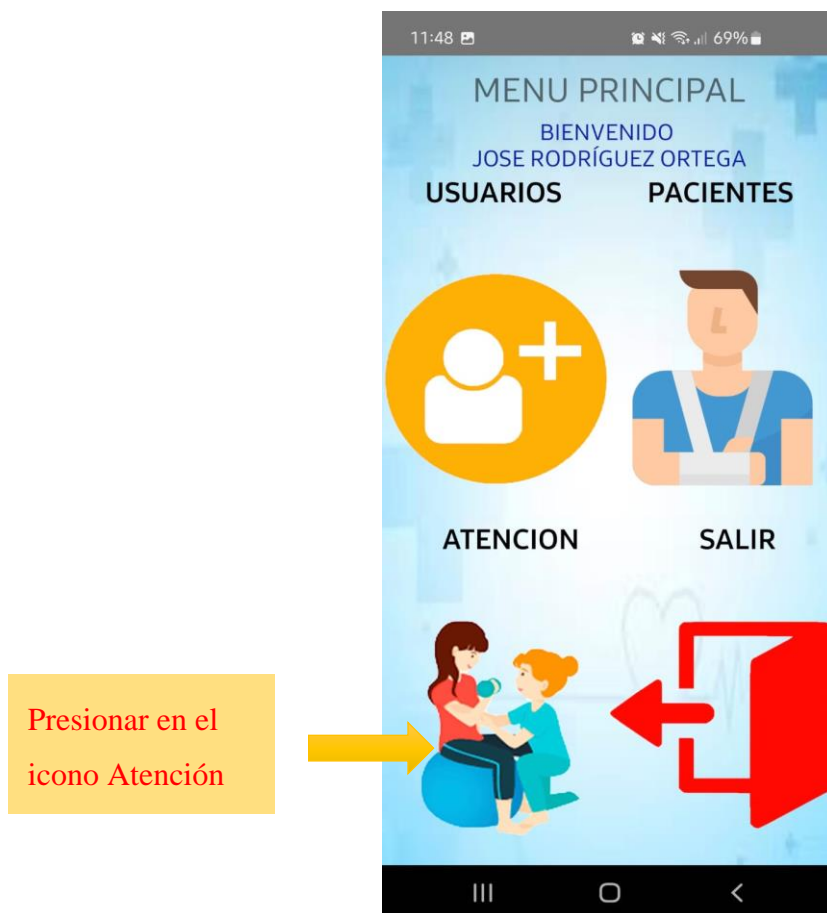 11:48 69%
MENU PRINCIPAL
BIENVENIDO
JOSE RODRÍGUEZ ORTEGA
USUARIOS PACIENTES
ATENCION SALIR
Presionar en el
icono Atención